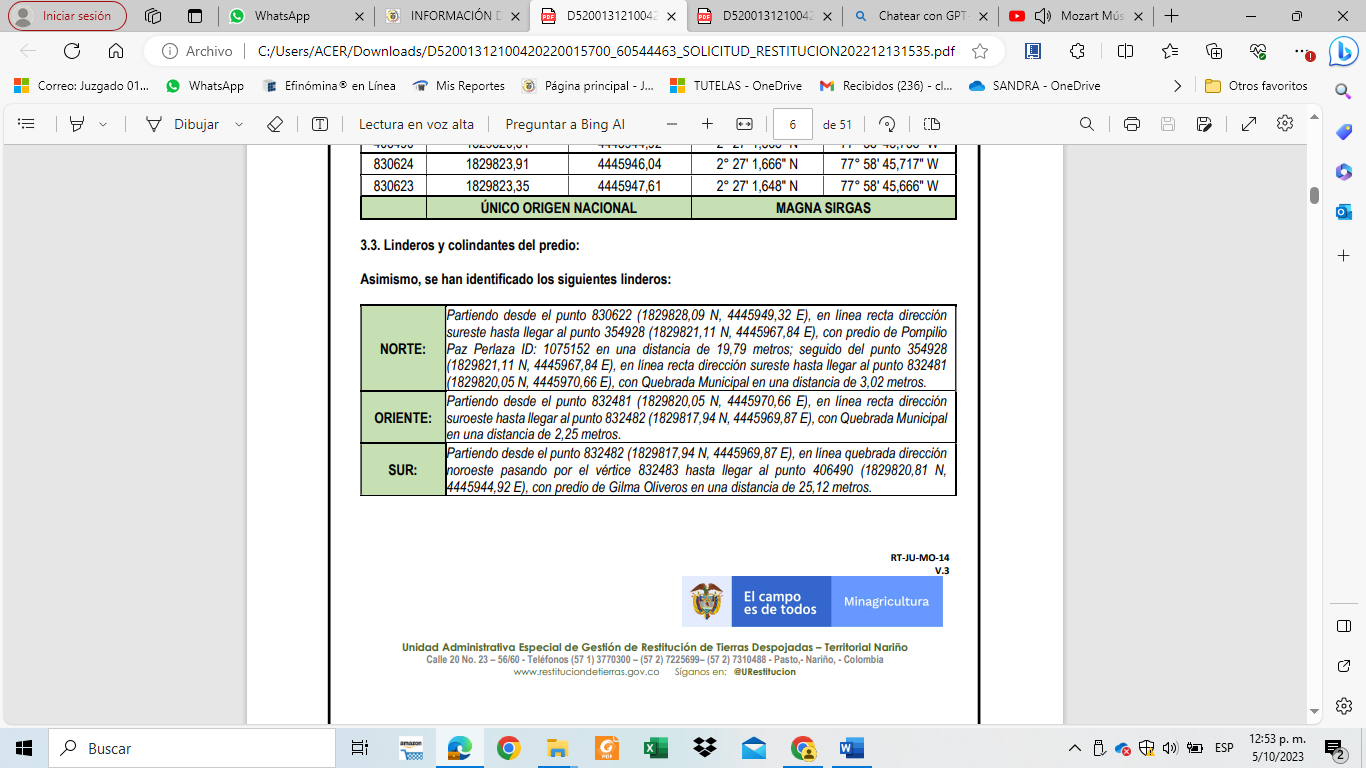 WhatsApp
INFORMACIÓN D
D5200131210042
D5200131210042
Chatear con GPT-
Mozart Mús
Iniciar sesión
Archivo
C:/Users/ACER/Downloads/D52001312100420220015700_60544463_SOLICITUD_RESTITUCION202212131535.pdf
Correo: Juzgado 01...
WhatsApp
Efinómina® en Línea
Mis Reportes
Página principal - J...
TUTELAS - OneDrive
Recibidos (236) - cl...
SANDRA - OneDrive
Otros favoritos
Dibujar
Lectura en voz alta
Preguntar a Bing AI
6
de 51
830624 1829823,91 4445946,04 2° 27' 1,666" N 77° 58' 45,717" W
830623 1829823,35 4445947,61 2° 27' 1,648" N 77° 58' 45,666" W
ÚNICO ORIGEN NACIONAL MAGNA SIRGAS
3.3. Linderos y colindantes del predio:
Asimismo, se han identificado los siguientes linderos:
NORTE:
Partiendo desde el punto 830622 (1829828,09 N, 4445949,32 E), en línea recta dirección
sureste hasta llegar al punto 354928 (1829821,11 N, 4445967,84 E), con predio de Pompilio
Paz Perlaza ID: 1075152 en una distancia de 19,79 metros; seguido del punto 354928
(1829821,11 N, 4445967,84 E), en línea recta dirección sureste hasta llegar al punto 832481
(1829820,05 N, 4445970,66 E), con Quebrada Municipal en una distancia de 3,02 metros.
ORIENTE:
Partiendo desde el punto 832481 (1829820,05 N, 4445970,66 E), en línea recta dirección
suroeste hasta llegar al punto 832482 (1829817,94 N, 4445969,87 E), con Quebrada Municipal
en una distancia de 2,25 metros.
SUR:
Partiendo desde el punto 832482 (1829817,94 N, 4445969,87 E), en línea quebrada dirección
noroeste pasando por el vértice 832483 hasta llegar al punto 406490 (1829820,81 N,
4445944,92 E), con predio de Gilma Oliveros en una distancia de 25,12 metros.
RT-JU-MO-14
V.3
El campo
es de todos
Minagricultura
Unidad Administrativa Especial de Gestión de Restitución de Tierras Despojadas – Territorial Nariño
Calle 20 No. 23 – 56/60 - Teléfonos (57 1) 3770300 – (57 2) 7225699– (57 2) 7310488 - Pasto,- Nariño, - Colombia
www.restituciondetierras.gov.co Síganos en: @URestitucion
Buscar
ESP
12:53 p. m.
5/10/2023
2